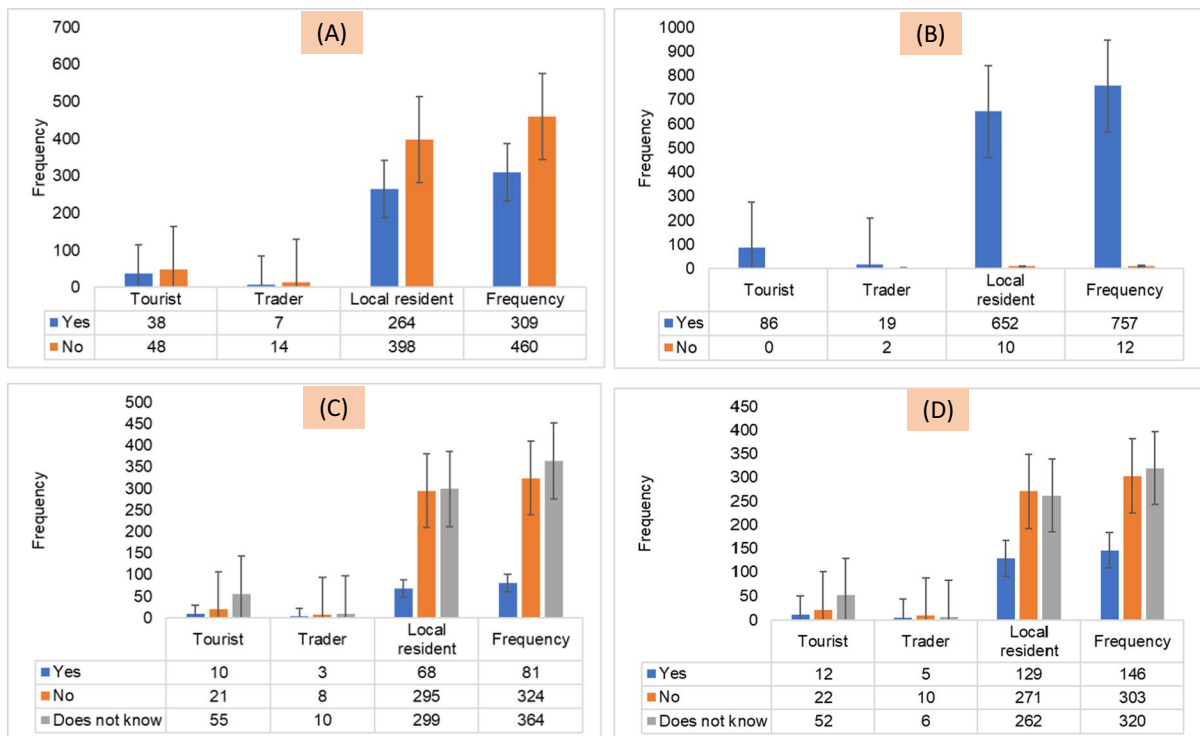 (A)
700
600
500
400
300
200
100
0
Frequency
Tourist Trader Local resident Frequency
Yes 38 7 264 309
No 48 14 398 460
(B)
1000
900
800
700
600
500
400
300
200
100
0
Frequency
Tourist Trader Local resident Frequency
Yes 86 19 652 757
No 0 2 10 12
(C)
500
450
400
350
300
250
200
150
100
50
0
Frequency
Tourist Trader Local resident Frequency
Yes 10 3 68 81
No 21 8 295 324
Does not know 55 10 299 364
(D)
450
400
350
300
250
200
150
100
50
0
Frequency
Tourist Trader Local resident Frequency
Yes 12 5 129 146
No 22 10 271 303
Does not know 52 6 262 320